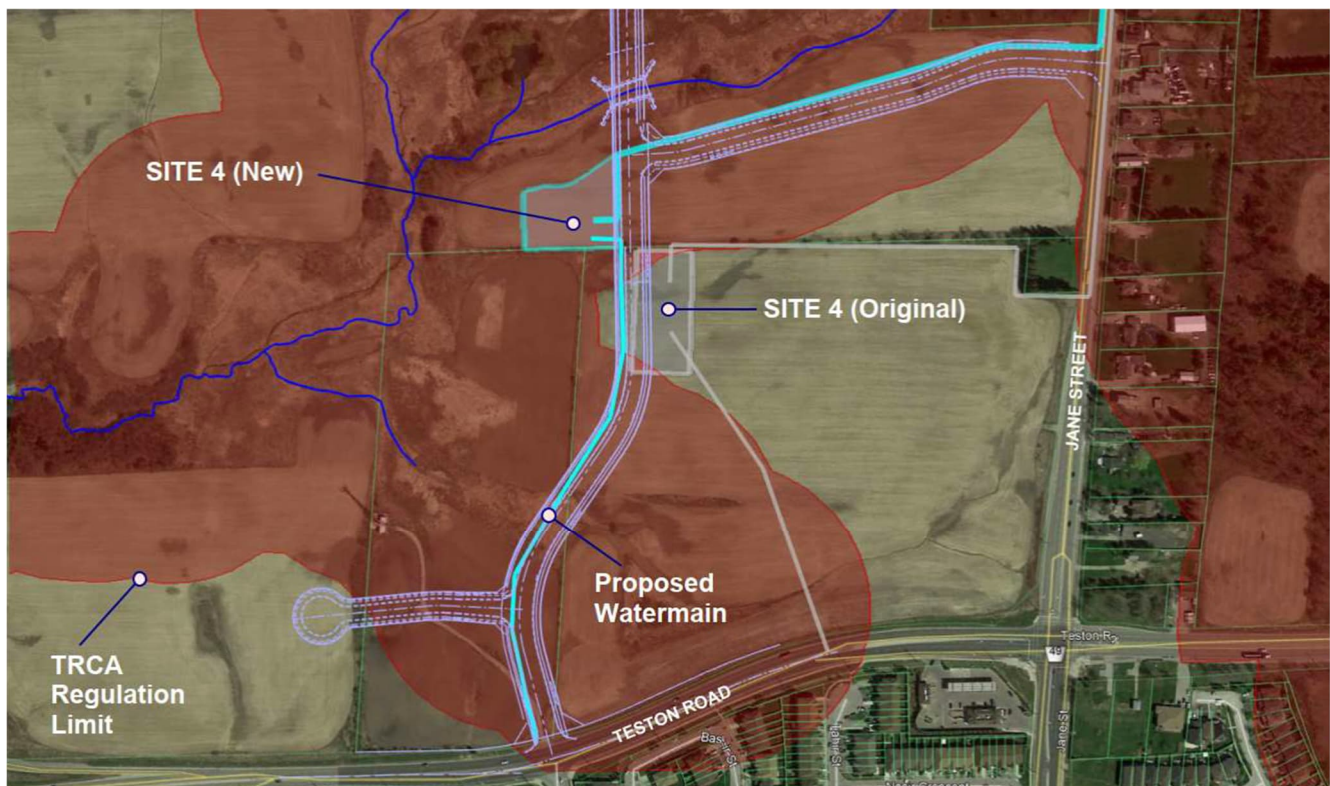 SITE 4 (New)
SITE 4 (Original)
JANE STREET
Proposed
Watermain
TRCA
Regulation
Limit
TESTON ROAD
Teston R
49
Jane St